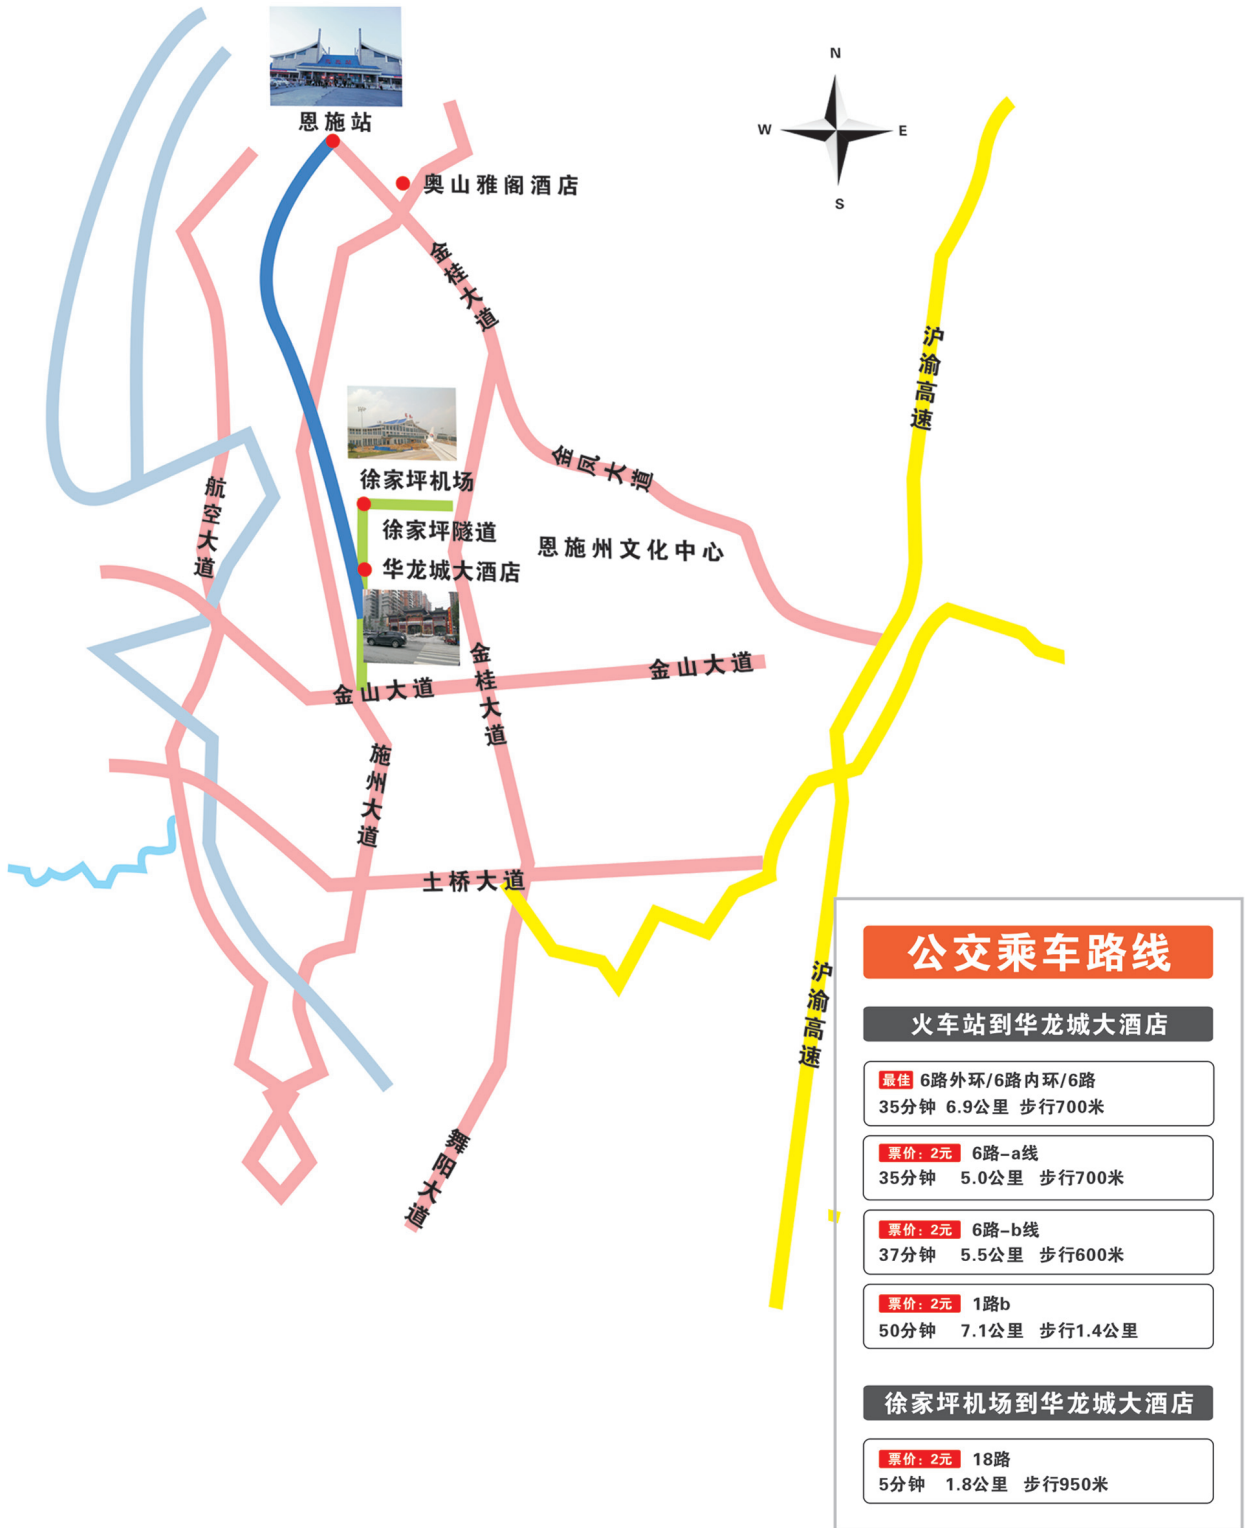 恩施站
N
W
E
S
奥山雅阁酒店
金桂大道
沪渝高速
徐家坪机场
金凤大道
航空大道
徐家坪隧道
恩施州文化中心
华龙城大酒店
金桂大道
金山大道
金山大道
施州大道
土桥大道
沪渝高速
舞阳大道
公交乘车路线
火车站到华龙城大酒店
最佳 6路外环/6路内环/6路
35分钟 6.9公里 步行700米
票价：2元 6路-a线
35分钟 5.0公里 步行700米
票价：2元 6路-b线
37分钟 5.5公里 步行600米
票价：2元 1路b
50分钟 7.1公里 步行1.4公里
徐家坪机场到华龙城大酒店
票价：2元 18路
5分钟 1.8公里 步行950米